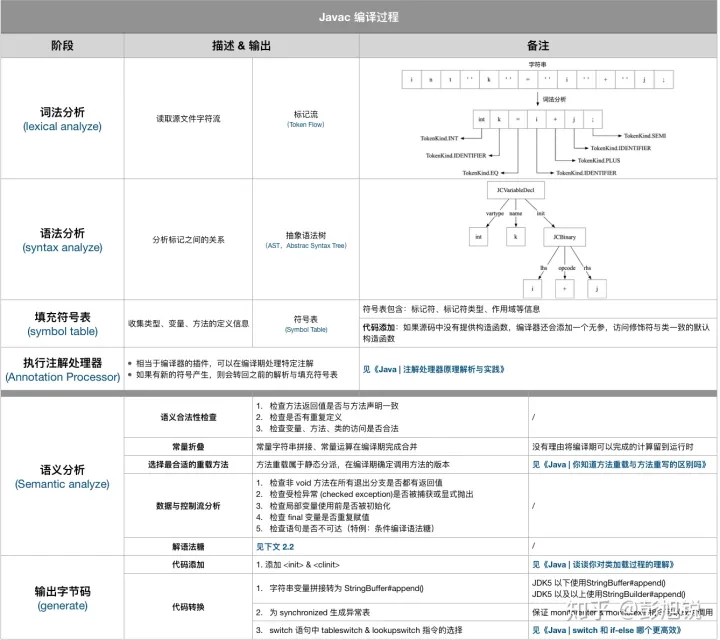 Javac 编译过程
阶段
描述 & 输出
备注
词法分析
(lexical analyze)
读取源文件字符流
标记流
(Token Flow)
字符串
i n t ' ' k ' ' = ' ' i ' ' + ' ' j ;
词法分析
int k = i + j ;
TokenKind.INT
TokenKind.SEMI
TokenKind.IDENTIFIER
TokenKind.IDENTIFIER
TokenKind.PLUS
TokenKind.EQ
TokenKind.IDENTIFIER
语法分析
(syntax analyze)
分析标记之间的关系
抽象语法树
(AST，Abstrac Syntax Tree)
JCVariableDecl
vartype name init
int k JCBinary
lhs opcode rhs
i + j
填充符号表
(symbol table)
收集类型、变量、方法的定义信息
符号表
(Symbol Table)
符号表包含：标记符、标记符类型、作用域等信息
代码添加：如果源码中没有提供构造函数，编译器还会添加一个无参，访问修饰符与类一致的默认
构造函数
执行注解处理器
(Annotation Processor)
• 相当于编译器的插件，可以在编译期处理特定注解
• 如果有新的符号产生，则会转回之前的解析与填充符号表
见《Java | 注解处理器原理解析与实践》
语义分析
(Semantic analyze)
语义合法性检查
1. 检查方法返回值是否与方法声明一致
2. 检查是否有重复定义
3. 检查变量、方法、类的访问是否合法
/
常量折叠
常量字符串拼接、常量运算在编译期完成合并
没有理由将编译期可以完成的计算留到运行时
选择最合适的重载方法
方法重载属于静态分派，在编译期确定调用方法的版本
见《Java | 你知道方法重载与方法重写的区别吗》
数据与控制流分析
1. 检查非 void 方法在所有退出分支是否都有返回值
2. 检查受检异常 (checked exception)是否被捕获或显式抛出
3. 检查局部变量使用前是否被初始化
4. 检查 final 变量是否重复赋值
5. 检查语句是否不可达（特例：条件编译语法糖）
/
解语法糖
见下文 2.2
/
输出字节码
(generate)
代码添加
1. 添加 <init> & <clinit>
见《Java | 谈谈你对类加载过程的理解》
代码转换
1. 字符串变量拼接转为 StringBuffer#append()
JDK5 以下使用StringBuffer#append()
JDK5 以及以上使用StringBuilder#append()
2. 为 synchronized 生成异常表
保证 monitorenter & monitorexit 调用
3. switch 语句中 tableswitch & lookupswitch 指令的选择
见《Java | switch 和 if-else 哪个更高效》
知乎 @彭旭锐